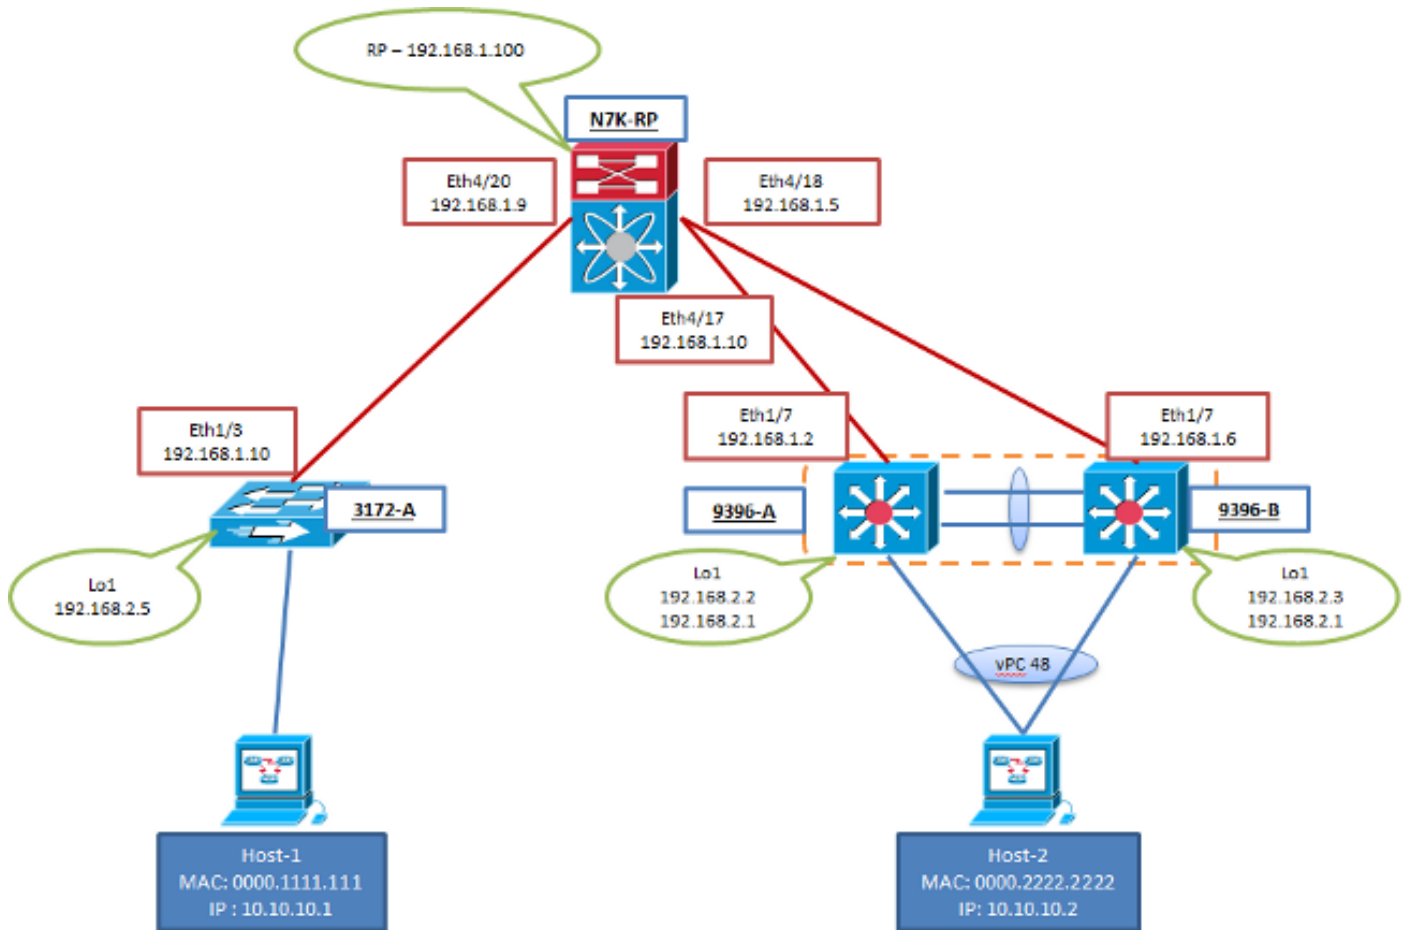 RP – 192.168.1.100
N7K-RP
Eth4/20
192.168.1.9
Eth4/18
192.168.1.5
Eth4/17
192.168.1.10
Eth1/3
192.168.1.10
Eth1/7
192.168.1.2
Eth1/7
192.168.1.6
3172-A
9396-A
9396-B
Lo1
192.168.2.5
Lo1
192.168.2.2
192.168.2.1
Lo1
192.168.2.3
192.168.2.1
vPC 48
Host-1
MAC: 0000.1111.111
IP : 10.10.10.1
Host-2
MAC: 0000.2222.2222
IP: 10.10.10.2